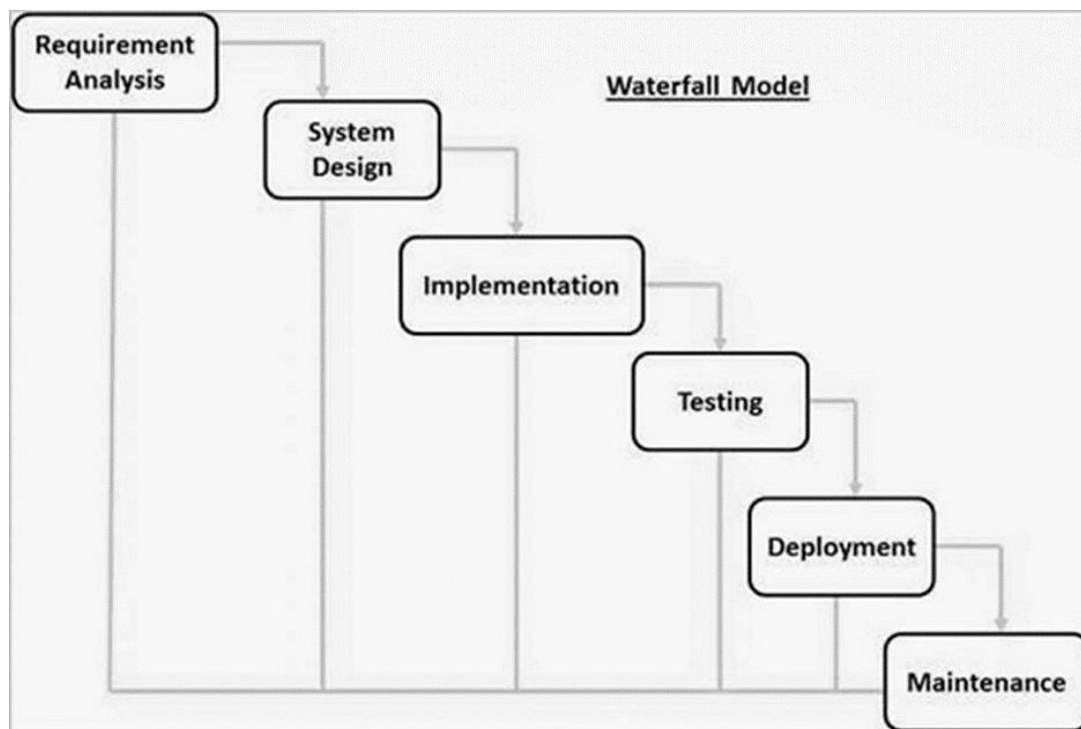 Requirement
Analysis
Waterfall Model
System
Design
Implementation
Testing
Deployment
Maintenance